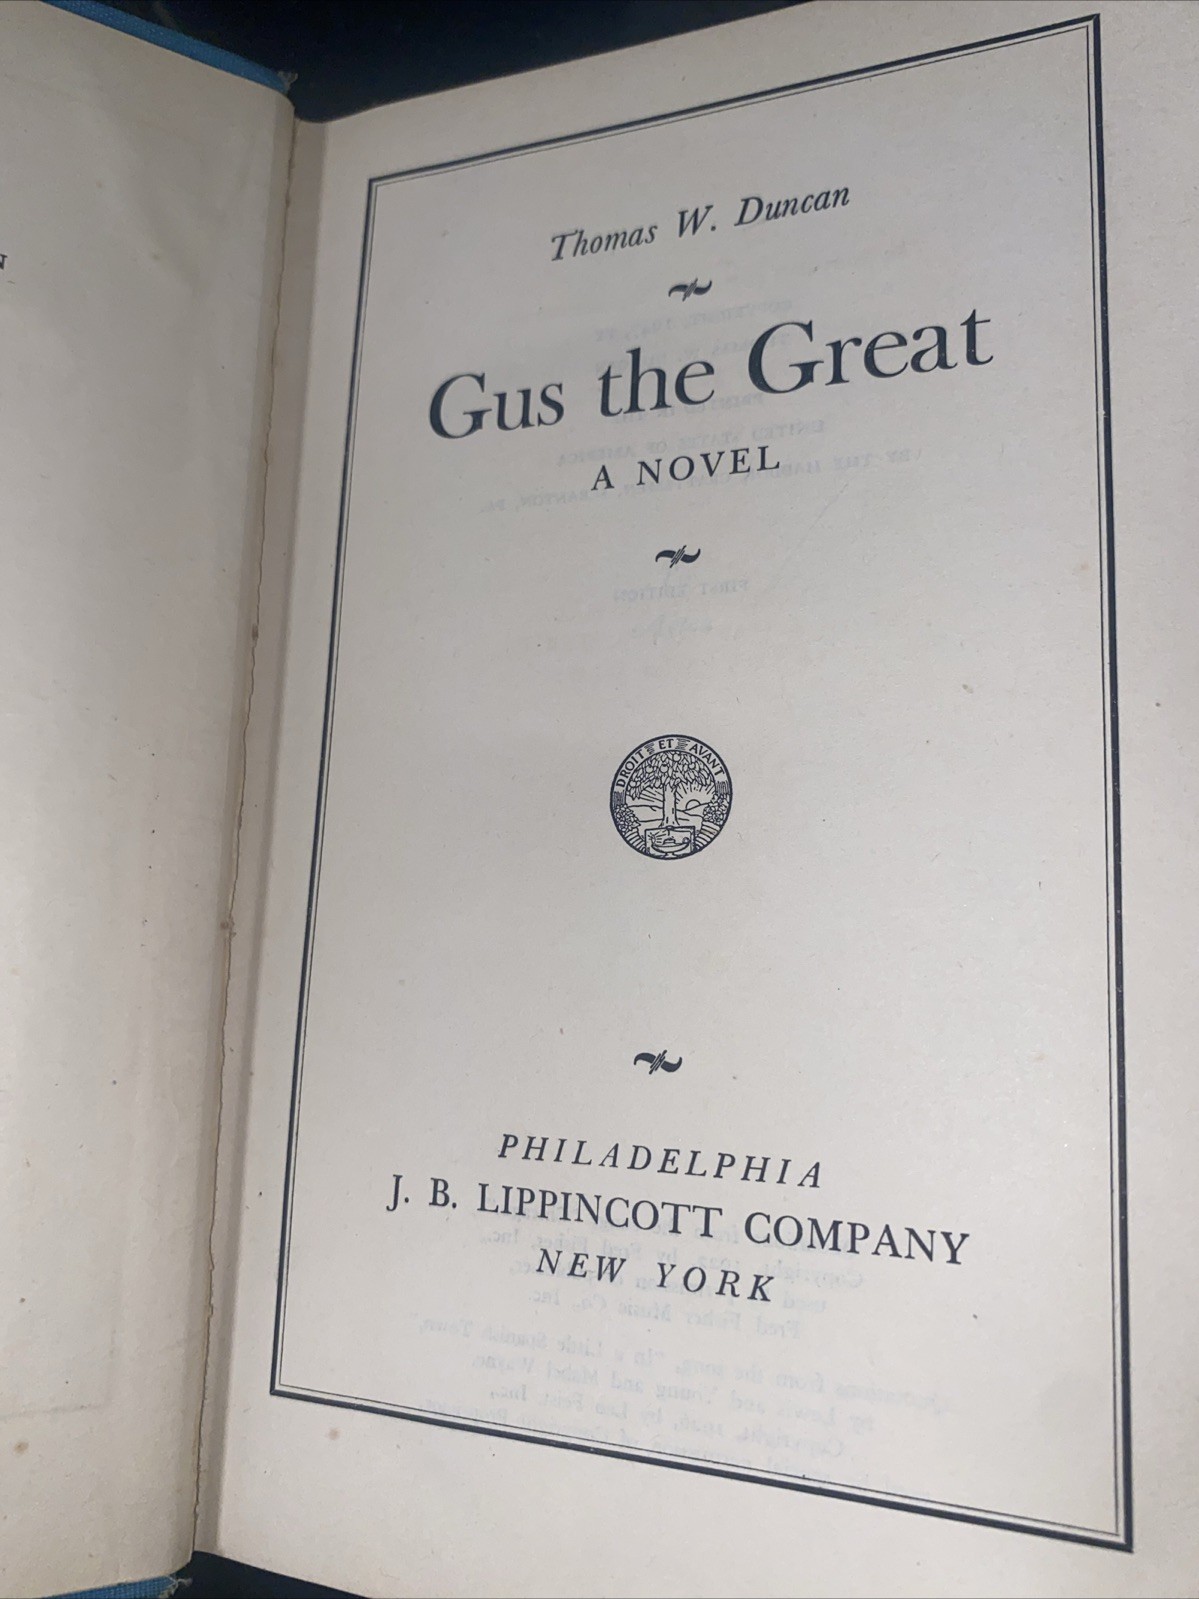 Thomas W. Duncan
Gus the Great
A NOVEL
DROIT ET AVANT
PHILADELPHIA
J. B. LIPPINCOTT COMPANY
NEW YORK